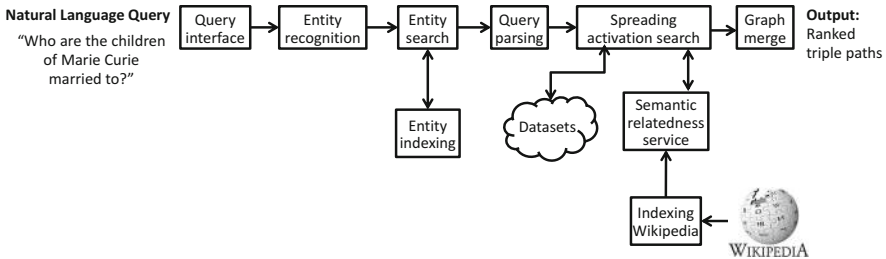 Natural Language Query
"Who are the children
of Marie Curie
married to?"
Query
interface
Entity
recognition
Entity
search
Query
parsing
Spreading
activation search
Graph
merge
Output:
Ranked
triple paths
Entity
indexing
Datasets
Semantic
relatedness
service
Indexing
Wikipedia
WIKIPEDIA